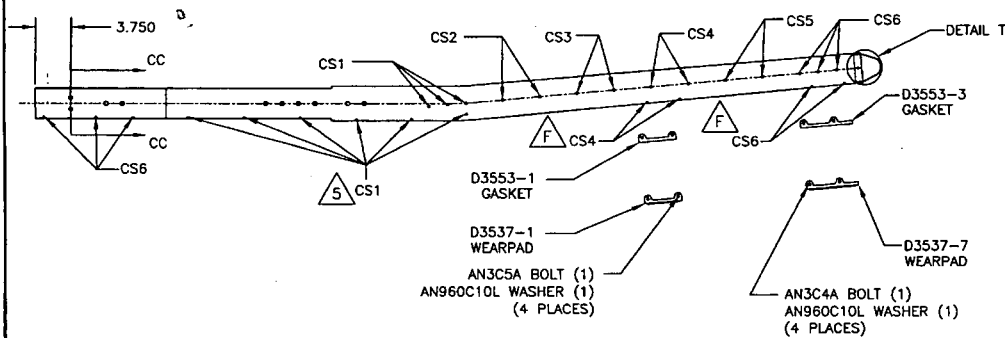 D
3.750
CC
CC
CS6
CS1
CS2
CS3
CS4
CS5
CS6
DETAIL T
5
CS1
F
CS4
F
CS6
D3553-3
GASKET
D3553-1
GASKET
D3537-1
WEARPAD
AN3C5A BOLT (1)
AN960C10L WASHER (1)
(4 PLACES)
D3537-7
WEARPAD
AN3C4A BOLT (1)
AN960C10L WASHER (1)
(4 PLACES)